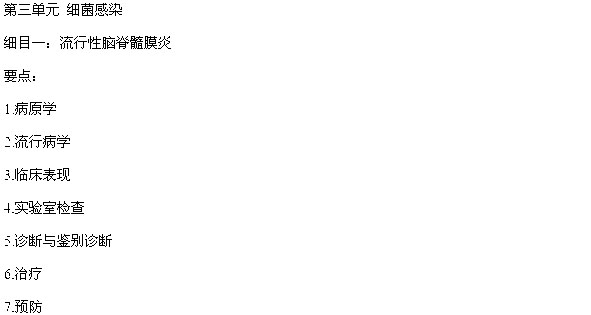 第三单元 细菌感染
细目一：流行性脑脊髓膜炎
要点：
1.病原学
2.流行病学
3.临床表现
4.实验室检查
5.诊断与鉴别诊断
6.治疗
7.预防